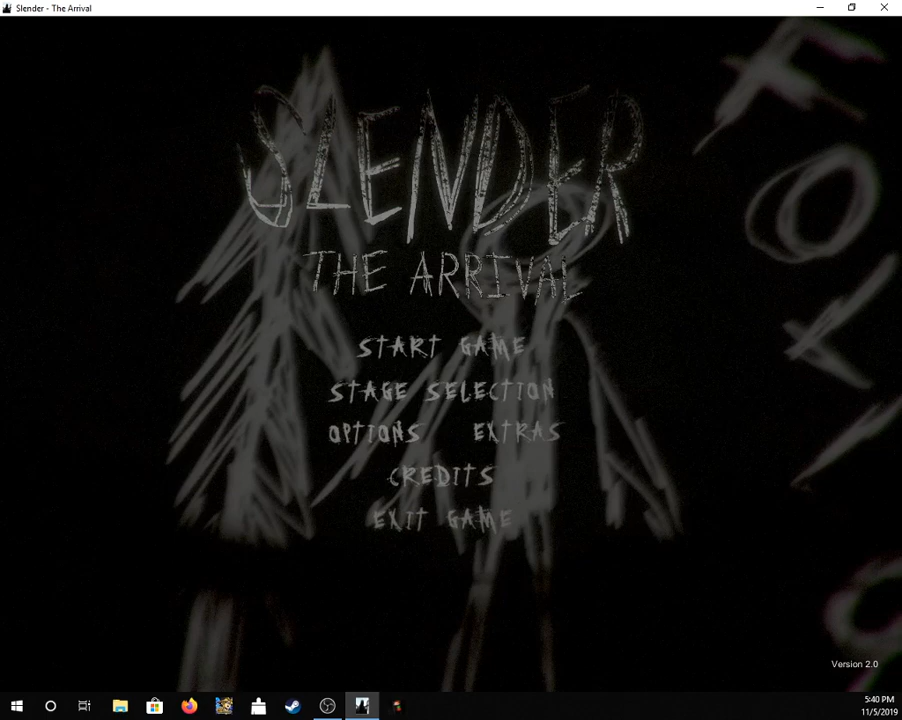 Slender - The Arrival
SLENDER
THE ARRIVAL
START GAME
STAGE SELECTION
OPTIONS EXTRAS
CREDITS
EXIT GAME
Version 2.0
5:40 PM
11/5/2019